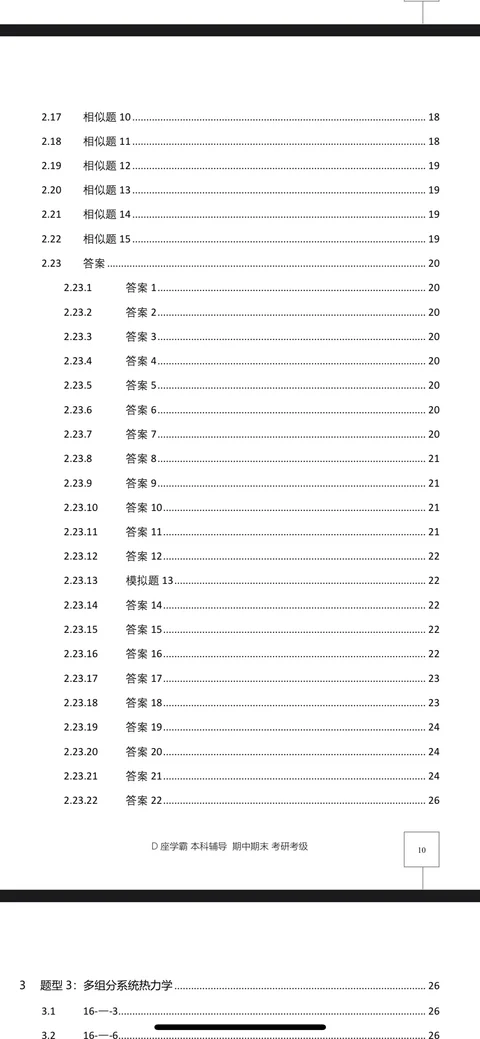 2.17 相似题 10 18
2.18 相似题 11 18
2.19 相似题 12 19
2.20 相似题 13 19
2.21 相似题 14 19
2.22 相似题 15 19
2.23 答案 20
2.23.1 答案 1 20
2.23.2 答案 2 20
2.23.3 答案 3 20
2.23.4 答案 4 20
2.23.5 答案 5 20
2.23.6 答案 6 20
2.23.7 答案 7 20
2.23.8 答案 8 21
2.23.9 答案 9 21
2.23.10 答案 10 21
2.23.11 答案 11 21
2.23.12 答案 12 22
2.23.13 模拟题 13 22
2.23.14 答案 14 22
2.23.15 答案 15 22
2.23.16 答案 16 22
2.23.17 答案 17 23
2.23.18 答案 18 23
2.23.19 答案 19 24
2.23.20 答案 20 24
2.23.21 答案 21 24
2.23.22 答案 22 26
D 座学霸 本科辅导 期中期末 考研考级
10
3 题型 3：多组分系统热力学 26
3.1 16-一-3 26
3.2 16-一-6 26